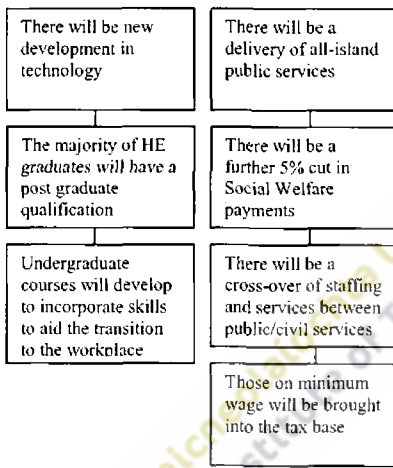 There will be new
development in
technology
The majority of HE
graduates will have a
post graduate
qualification
Undergraduate
courses will develop
to incorporate skills
to aid the transition
to the workplace
There will be a
delivery of all-island
public services
There will be a
further 5% cut in
Social Welfare
payments
There will be a
cross-over of staffing
and services between
public/civil services
Those on minimum
wage will be brought
into the tax base